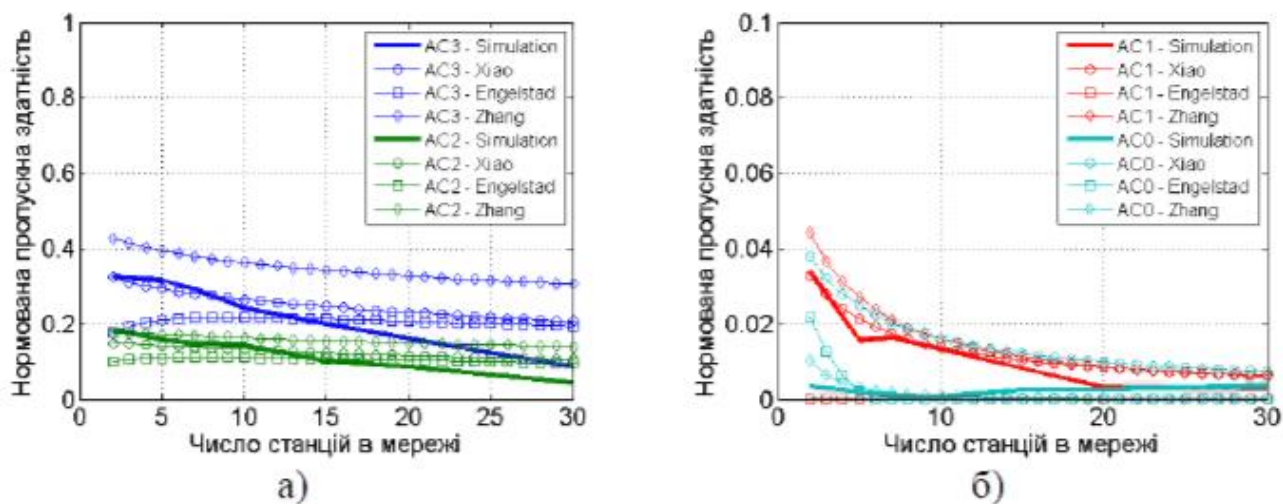 Нормована пропускна здатність
1
0.8
0.6
0.4
0.2
0
0 5 10 15 20 25 30
Число станцій в мережі
AC3 - Simulation
AC3 - Xiao
AC3 - Engelstad
AC3 - Zhang
AC2 - Simulation
AC2 - Xiao
AC2 - Engelstad
AC2 - Zhang
а)
Нормована пропускна здатність
0.1
0.08
0.06
0.04
0.02
0
0 10 20 30
Число станцій в мережі
AC1 - Simulation
AC1 - Xiao
AC1 - Engelstad
AC1 - Zhang
AC0 - Simulation
AC0 - Xiao
AC0 - Engelstad
AC0 - Zhang
б)